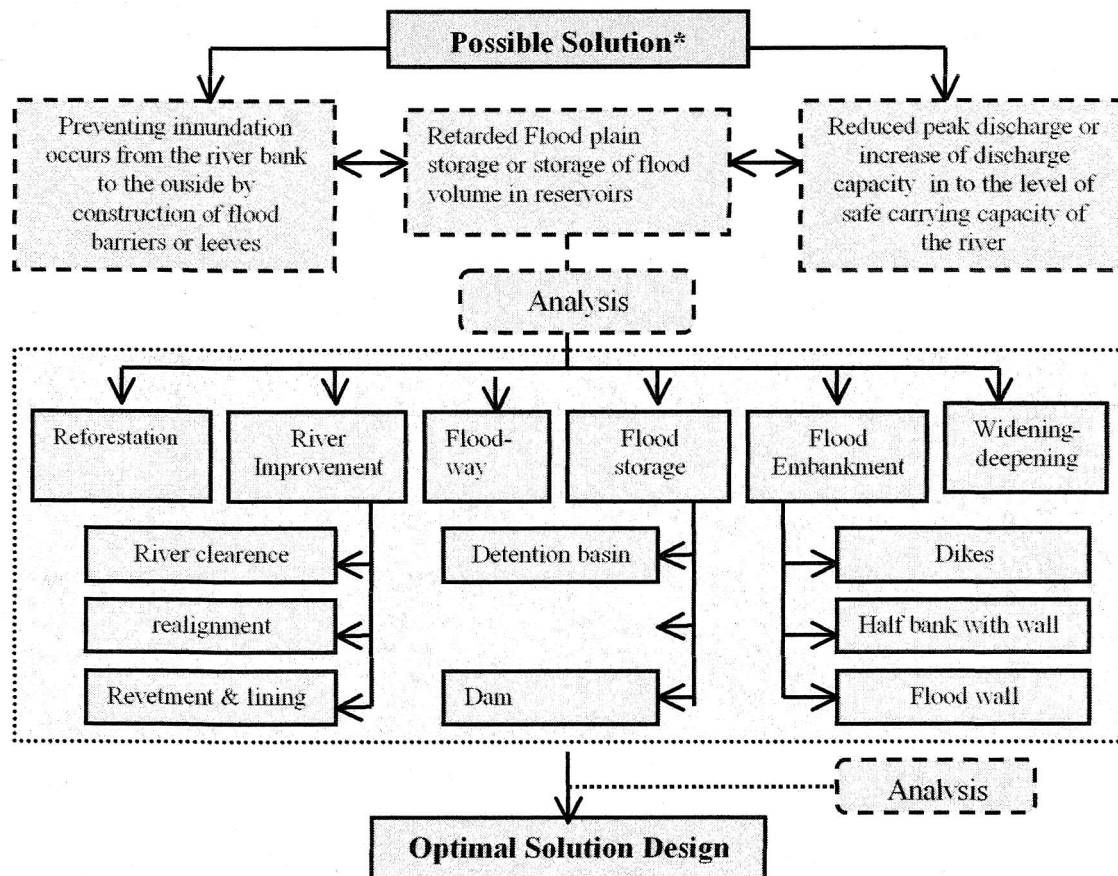 Possible Solution*
Preventing innundation
occurs from the river bank
to the ouside by
construction of flood
barriers or leeves
Retarded Flood plain
storage or storage of flood
volume in reservoirs
Reduced peak discharge or
increase of discharge
capacity in to the level of
safe carrying capacity of
the river
Analysis
Reforestation
River
Improvement
Flood-
way
Flood
storage
Flood
Embankment
Widening-
deepening
River clearence
Detention basin
Dikes
realignment
Half bank with wall
Revetment & lining
Dam
Flood wall
Analysis
Optimal Solution Design